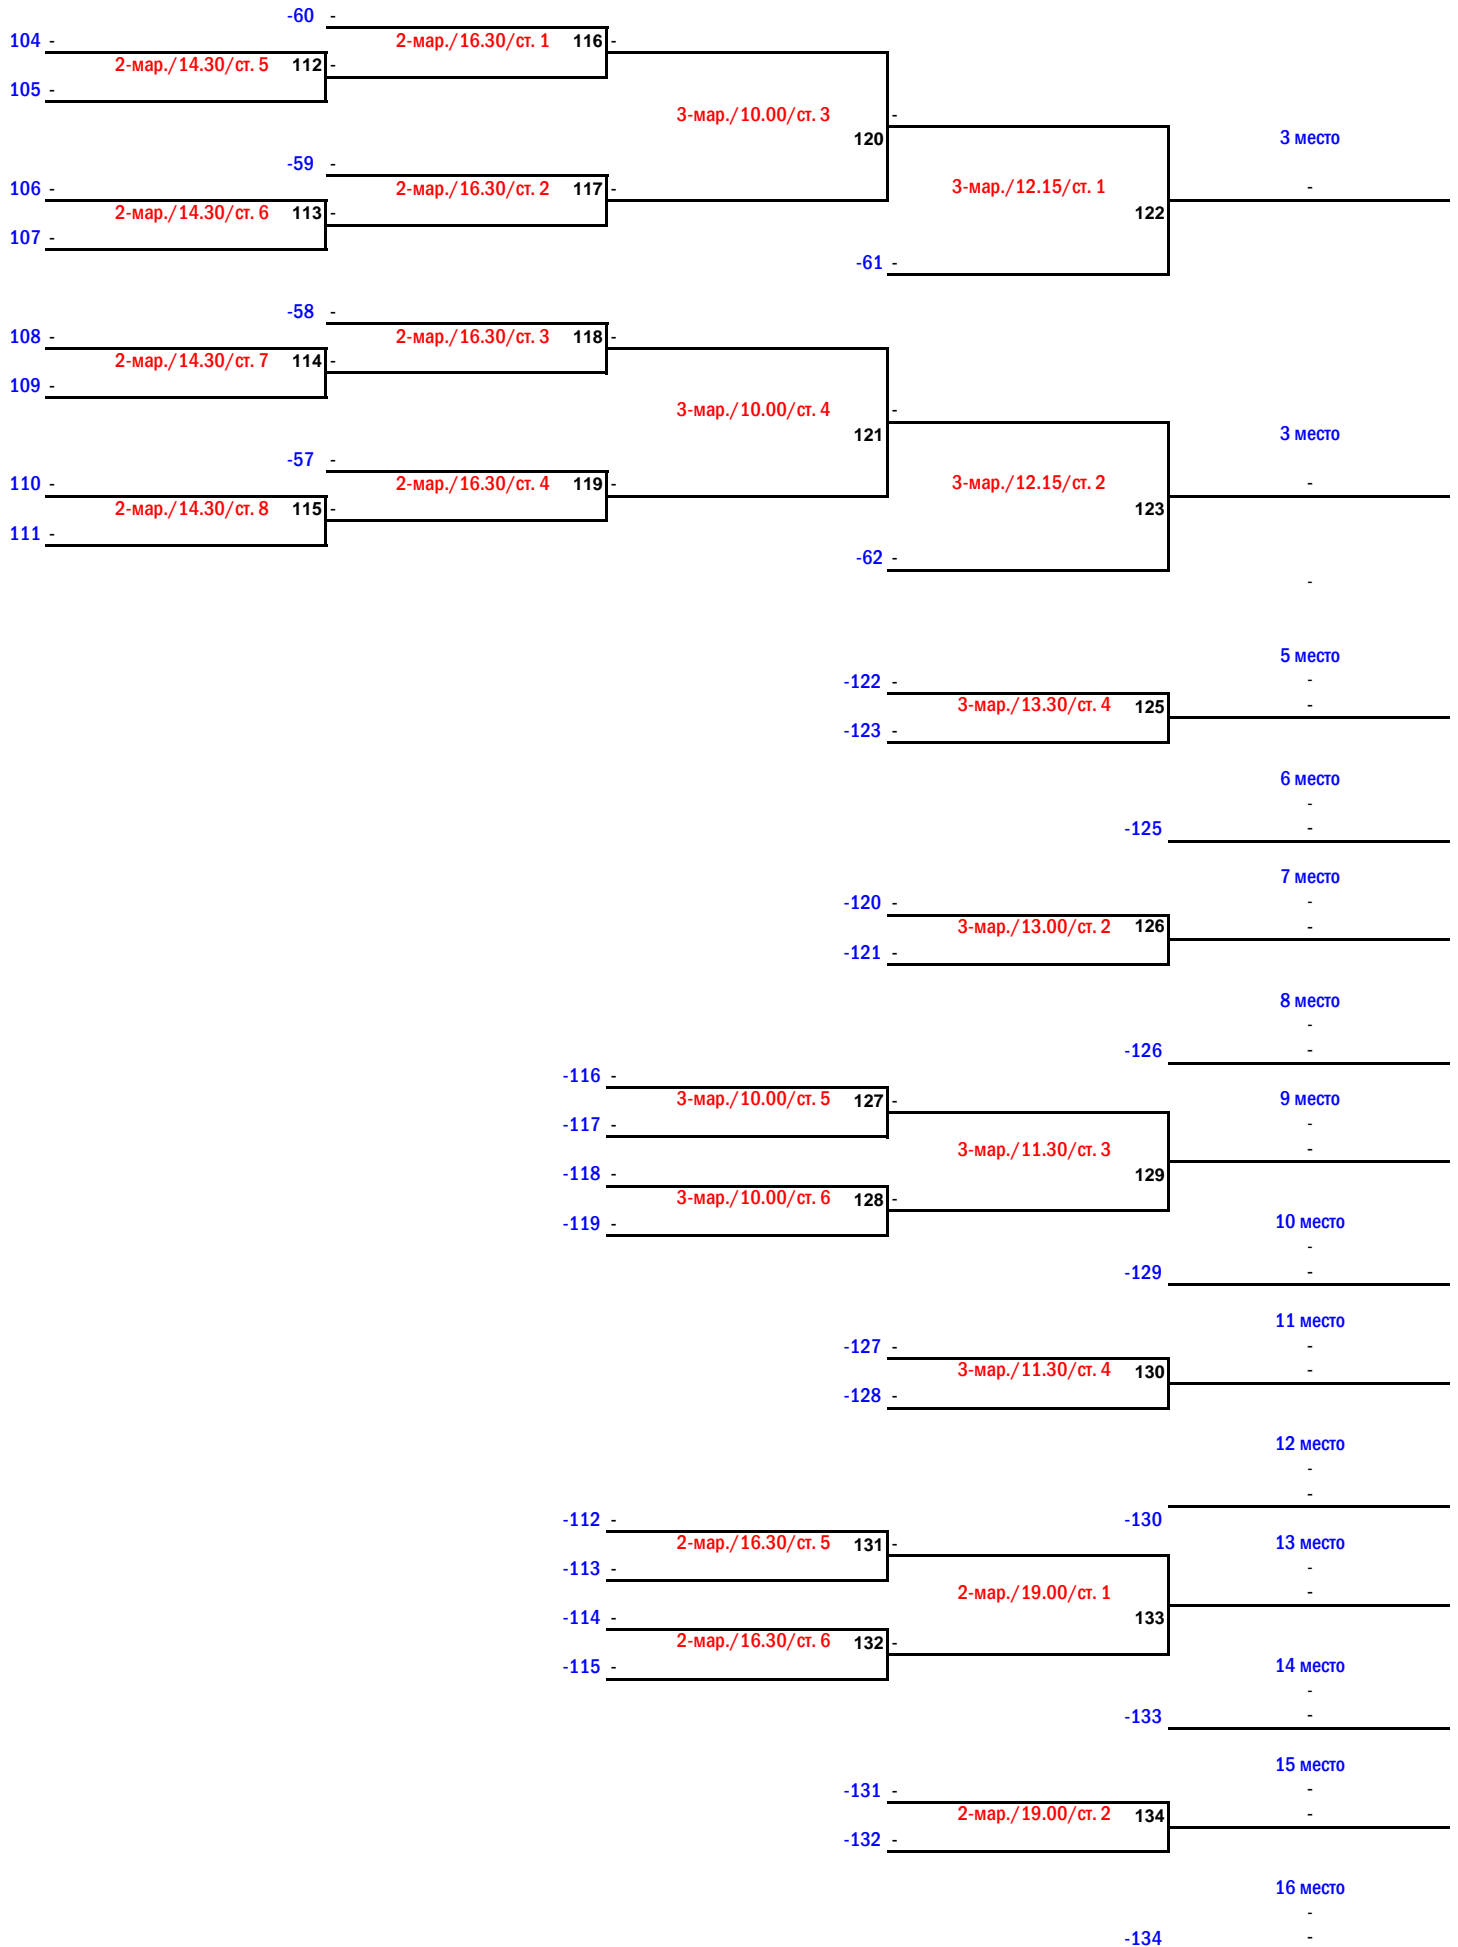 -60 -
104 - 2-мар./16.30/ст. 1 116 -
2-мар./14.30/ст. 5 112 -
105 -
3-мар./10.00/ст. 3 -
120 3 место
-59 -
106 - 2-мар./16.30/ст. 2 117 - 3-мар./12.15/ст. 1 -
2-мар./14.30/ст. 6 113 - 122
107 -
-61 -
-58 -
108 - 2-мар./16.30/ст. 3 118 -
2-мар./14.30/ст. 7 114 -
109 -
3-мар./10.00/ст. 4 -
121 3 место
-57 -
110 - 2-мар./16.30/ст. 4 119 - 3-мар./12.15/ст. 2 -
2-мар./14.30/ст. 8 115 - 123
111 -
-62 -
-
5 место
-122 - -
3-мар./13.30/ст. 4 125 -
-123 -
6 место
-
-125 -
7 место
-120 - -
3-мар./13.00/ст. 2 126 -
-121 -
8 место
-
-126 -
-116 -
3-мар./10.00/ст. 5 127 - 9 место
-117 - -
3-мар./11.30/ст. 3 -
-118 - 129
3-мар./10.00/ст. 6 128 -
-119 - 10 место
-
-129 -
11 место
-127 - -
3-мар./11.30/ст. 4 130 -
-128 -
12 место
-
-
-112 - -130
2-мар./16.30/ст. 5 131 - 13 место
-113 - -
2-мар./19.00/ст. 1 -
-114 - 133
2-мар./16.30/ст. 6 132 -
-115 - 14 место
-
-133 -
15 место
-131 - -
2-мар./19.00/ст. 2 134 -
-132 -
16 место
-
-134 -